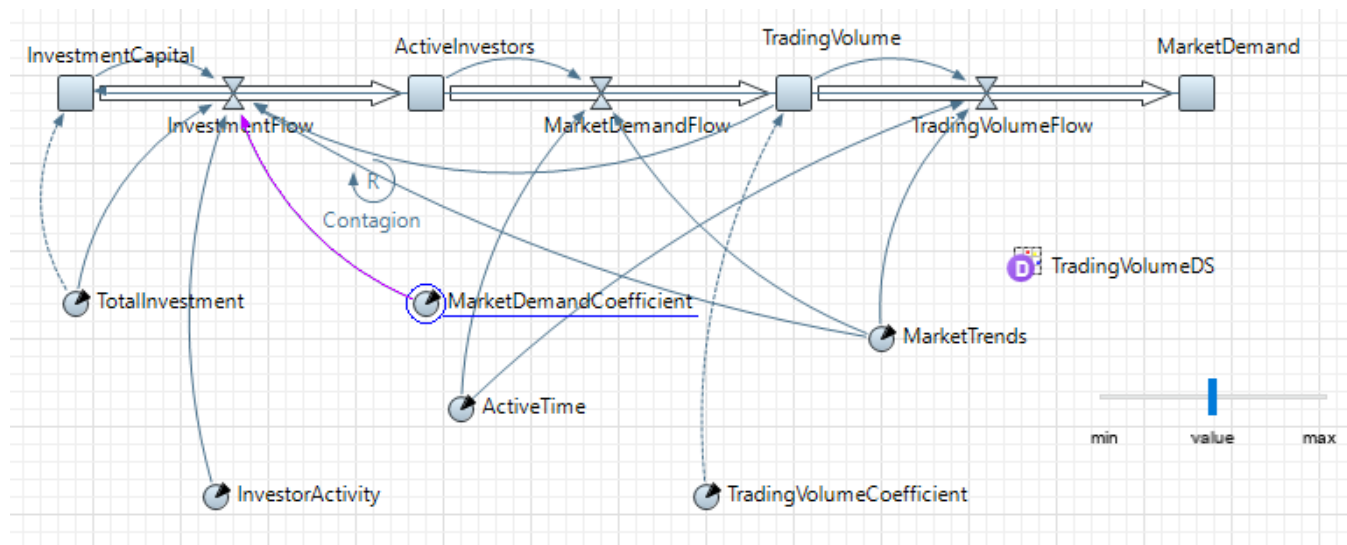 InvestmentCapital
ActiveInvestors
TradingVolume
MarketDemand
InvestmentFlow
MarketDemandFlow
TradingVolumeFlow
R
Contagion
D
TradingVolumeDS
TotalInvestment
MarketDemandCoefficient
MarketTrends
ActiveTime
min
value
max
InvestorActivity
TradingVolumeCoefficient